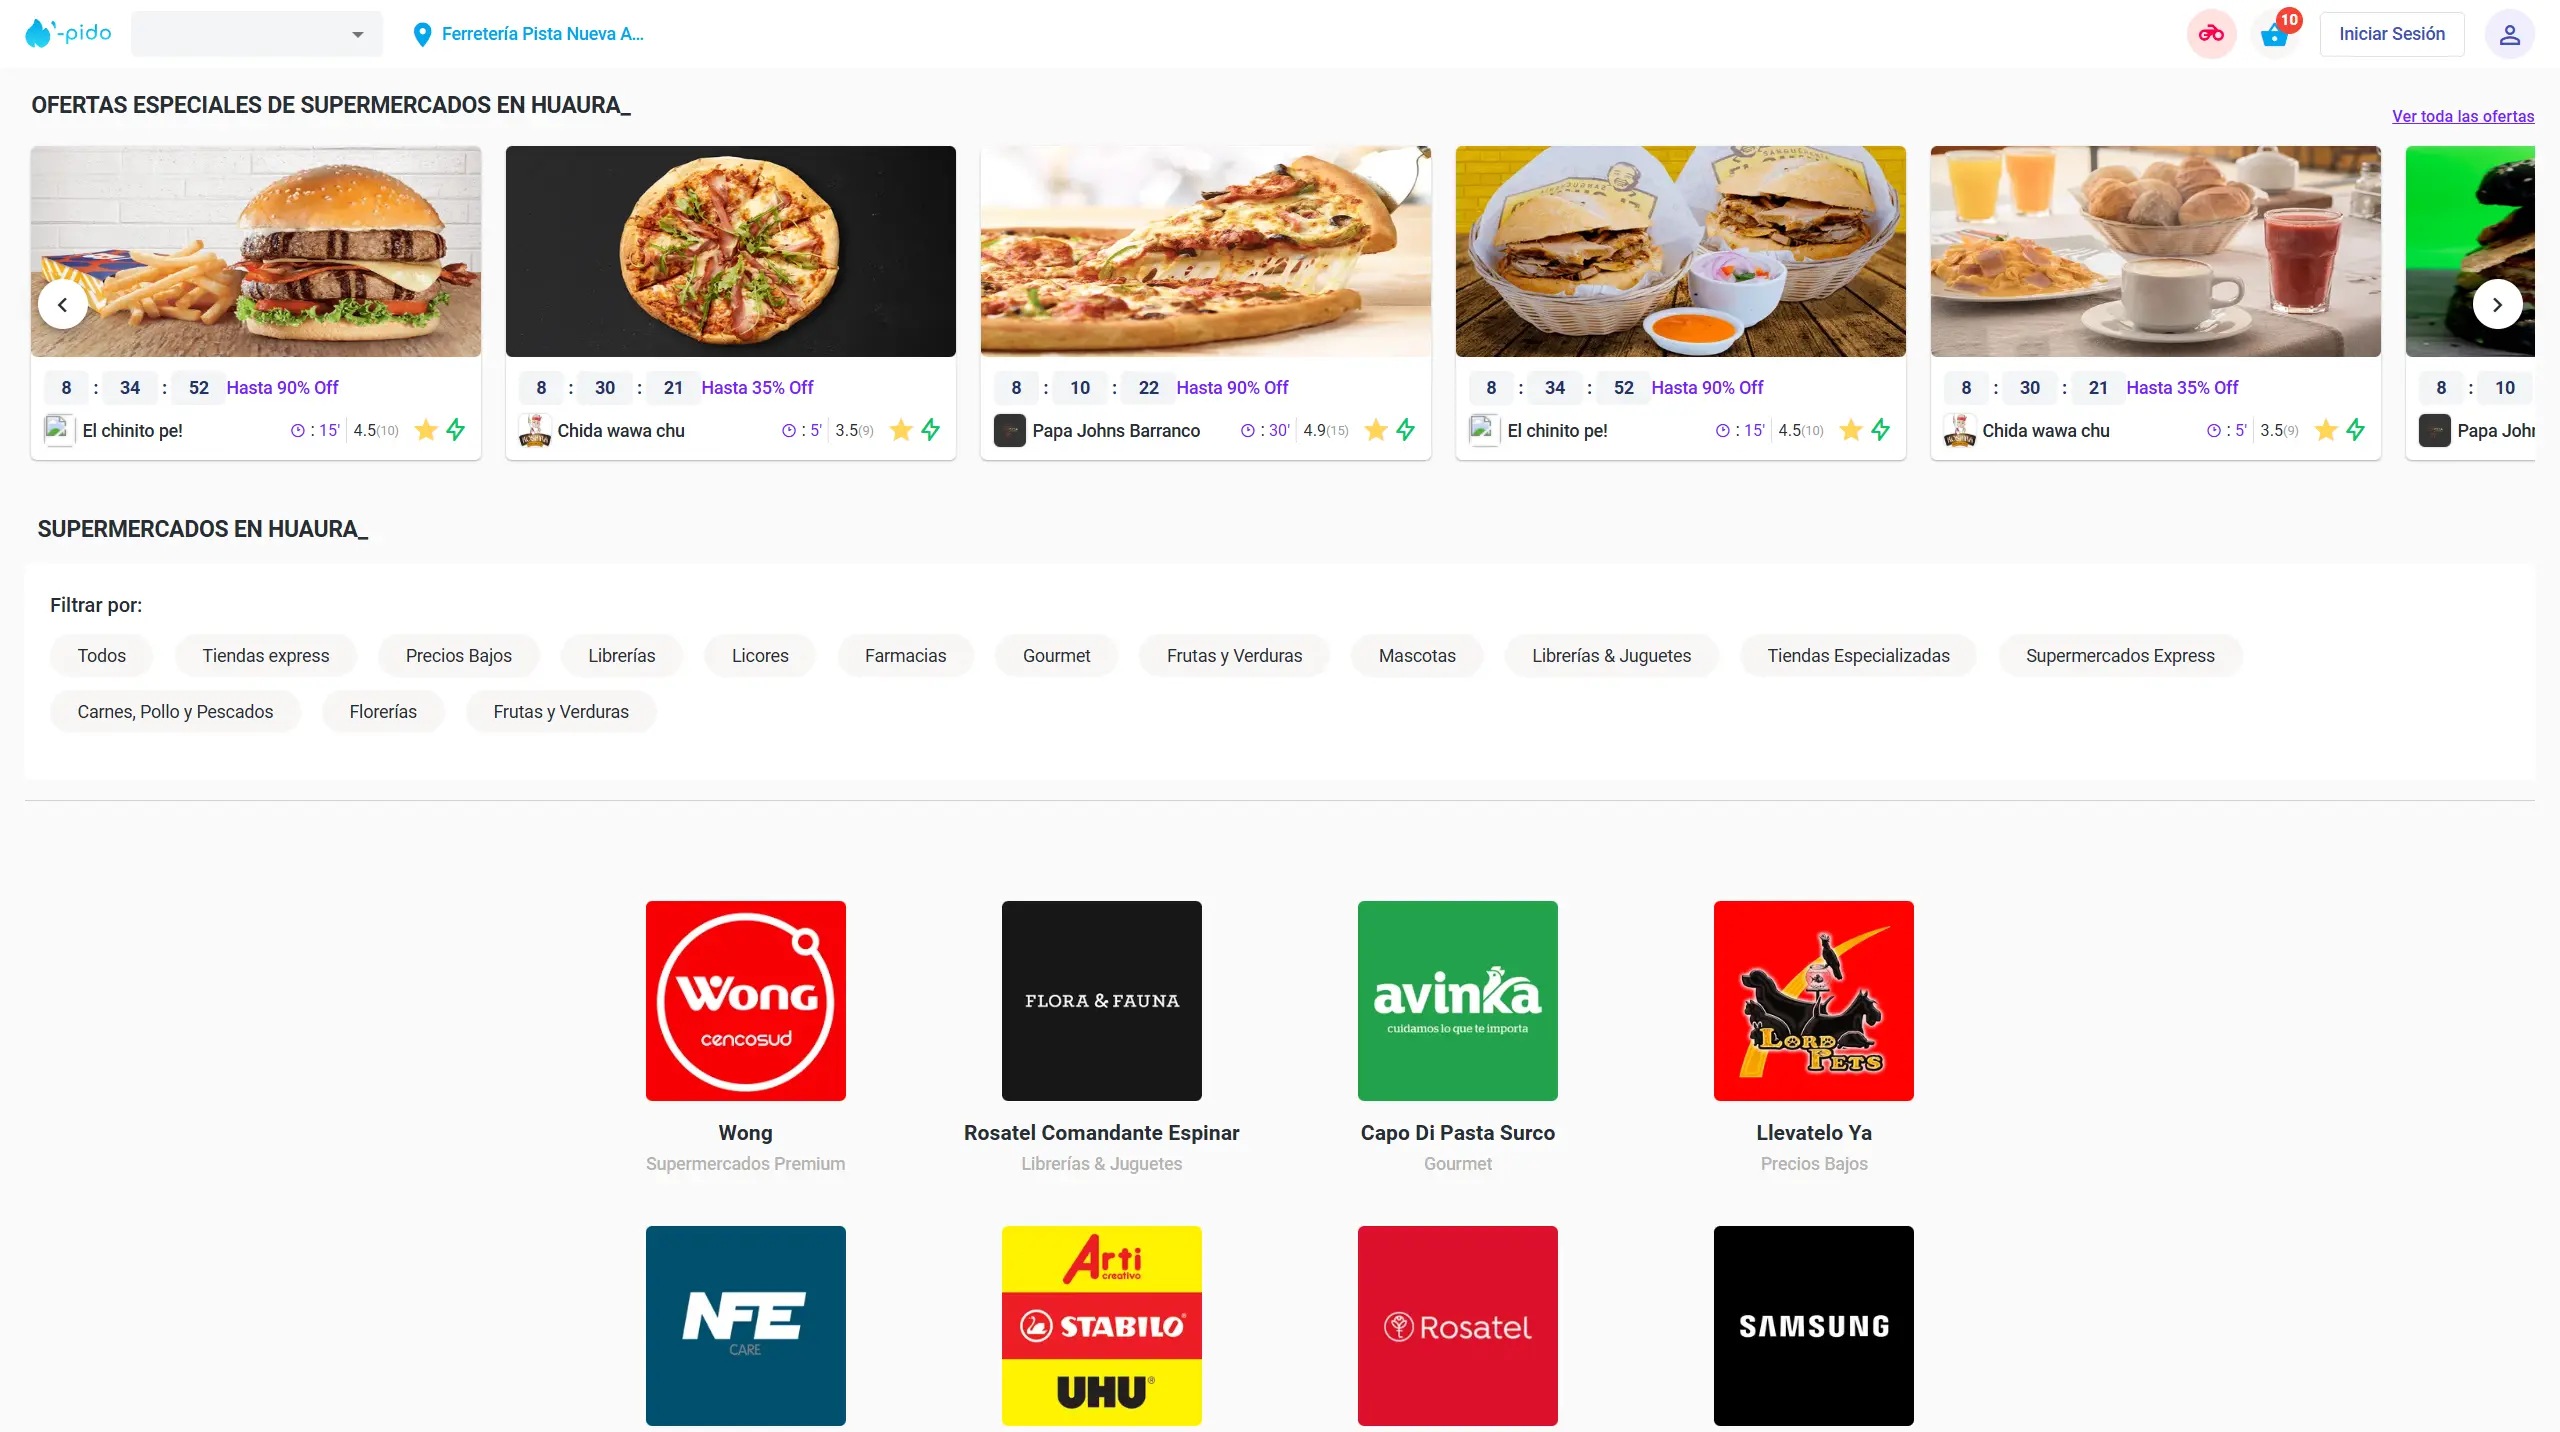 -pido
Ferretería Pista Nueva A...
10
Iniciar Sesión
OFERTAS ESPECIALES DE SUPERMERCADOS EN HUAURA_
Ver toda las ofertas
8 : 34 : 52 Hasta 90% Off
El chinito pe! : 15' 4.5(10)
8 : 30 : 21 Hasta 35% Off
Chida wawa chu : 5' 3.5(9)
8 : 10 : 22 Hasta 90% Off
Papa Johns Barranco : 30' 4.9(15)
8 : 34 : 52 Hasta 90% Off
El chinito pe! : 15' 4.5(10)
8 : 30 : 21 Hasta 35% Off
Chida wawa chu : 5' 3.5(9)
8 : 10
Papa John
SUPERMERCADOS EN HUAURA_
Filtrar por:
Todos Tiendas express Precios Bajos Librerías Licores Farmacias Gourmet Frutas y Verduras Mascotas Librerías & Juguetes Tiendas Especializadas Supermercados Express
Carnes, Pollo y Pescados Florerías Frutas y Verduras
Wong
cencosud
FLORA & FAUNA
avinka
cuidamos lo que te importa
LORD
PETS
Wong
Supermercados Premium
Rosatel Comandante Espinar
Librerías & Juguetes
Capo Di Pasta Surco
Gourmet
Llevatelo Ya
Precios Bajos
NFE
CARE
Arti
creativo
STABILO
UHU
Rosatel
SAMSUNG